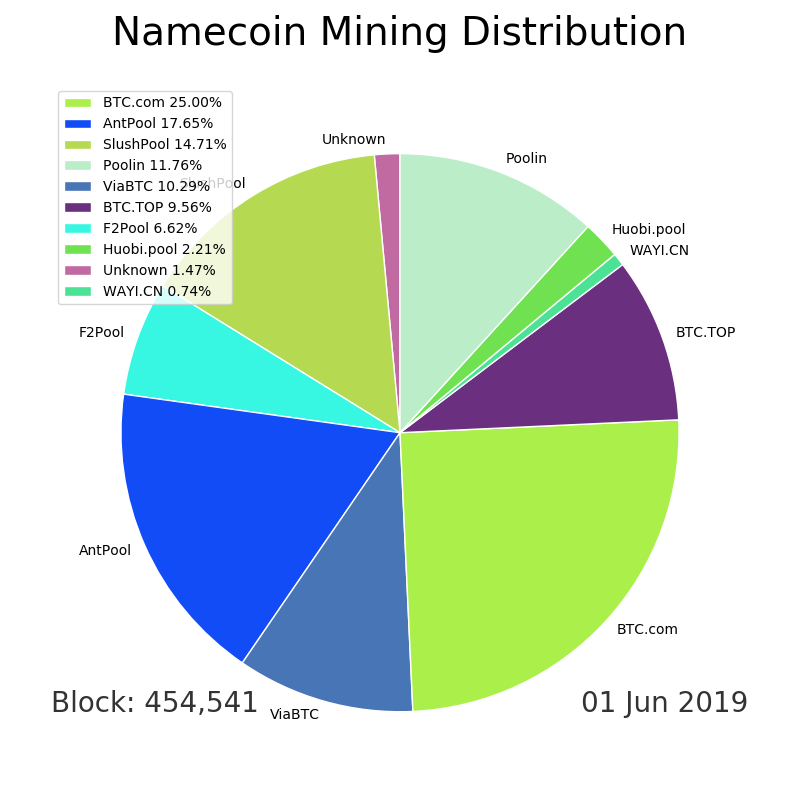 Namecoin Mining Distribution
BTC.com 25.00%
AntPool 17.65%
SlushPool 14.71%
Poolin 11.76%
ViaBTC 10.29%
BTC.TOP 9.56%
F2Pool 6.62%
Huobi.pool 2.21%
Unknown 1.47%
WAYI.CN 0.74%
Unknown
Poolin
SlushPool
Huobi.pool
WAYI.CN
F2Pool
BTC.TOP
AntPool
BTC.com
ViaBTC
Block: 454,541
01 Jun 2019